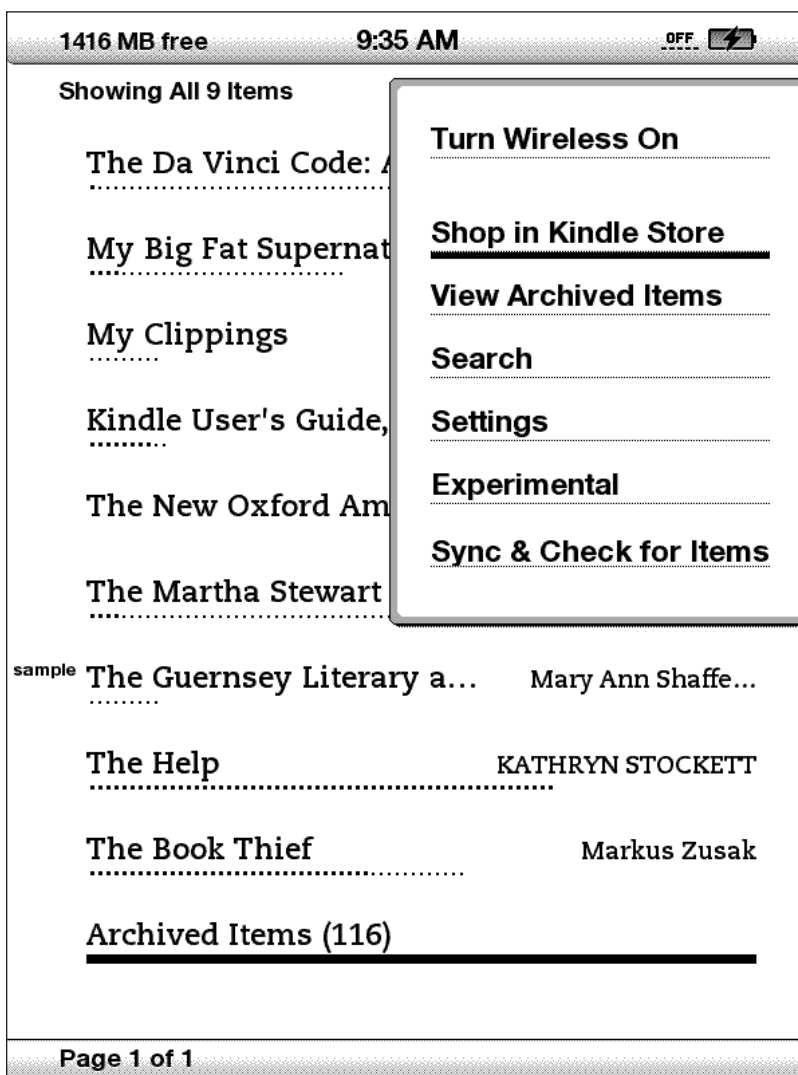 1416 MB free 9:35 AM OFF
Showing All 9 Items
The Da Vinci Code:
My Big Fat Supernat
My Clippings
Kindle User's Guide,
The New Oxford Am
The Martha Stewart
sample The Guernsey Literary a... Mary Ann Shaffe...
The Help KATHRYN STOCKETT
The Book Thief Markus Zusak
Archived Items (116)
Turn Wireless On
Shop in Kindle Store
View Archived Items
Search
Settings
Experimental
Sync & Check for Items
Page 1 of 1